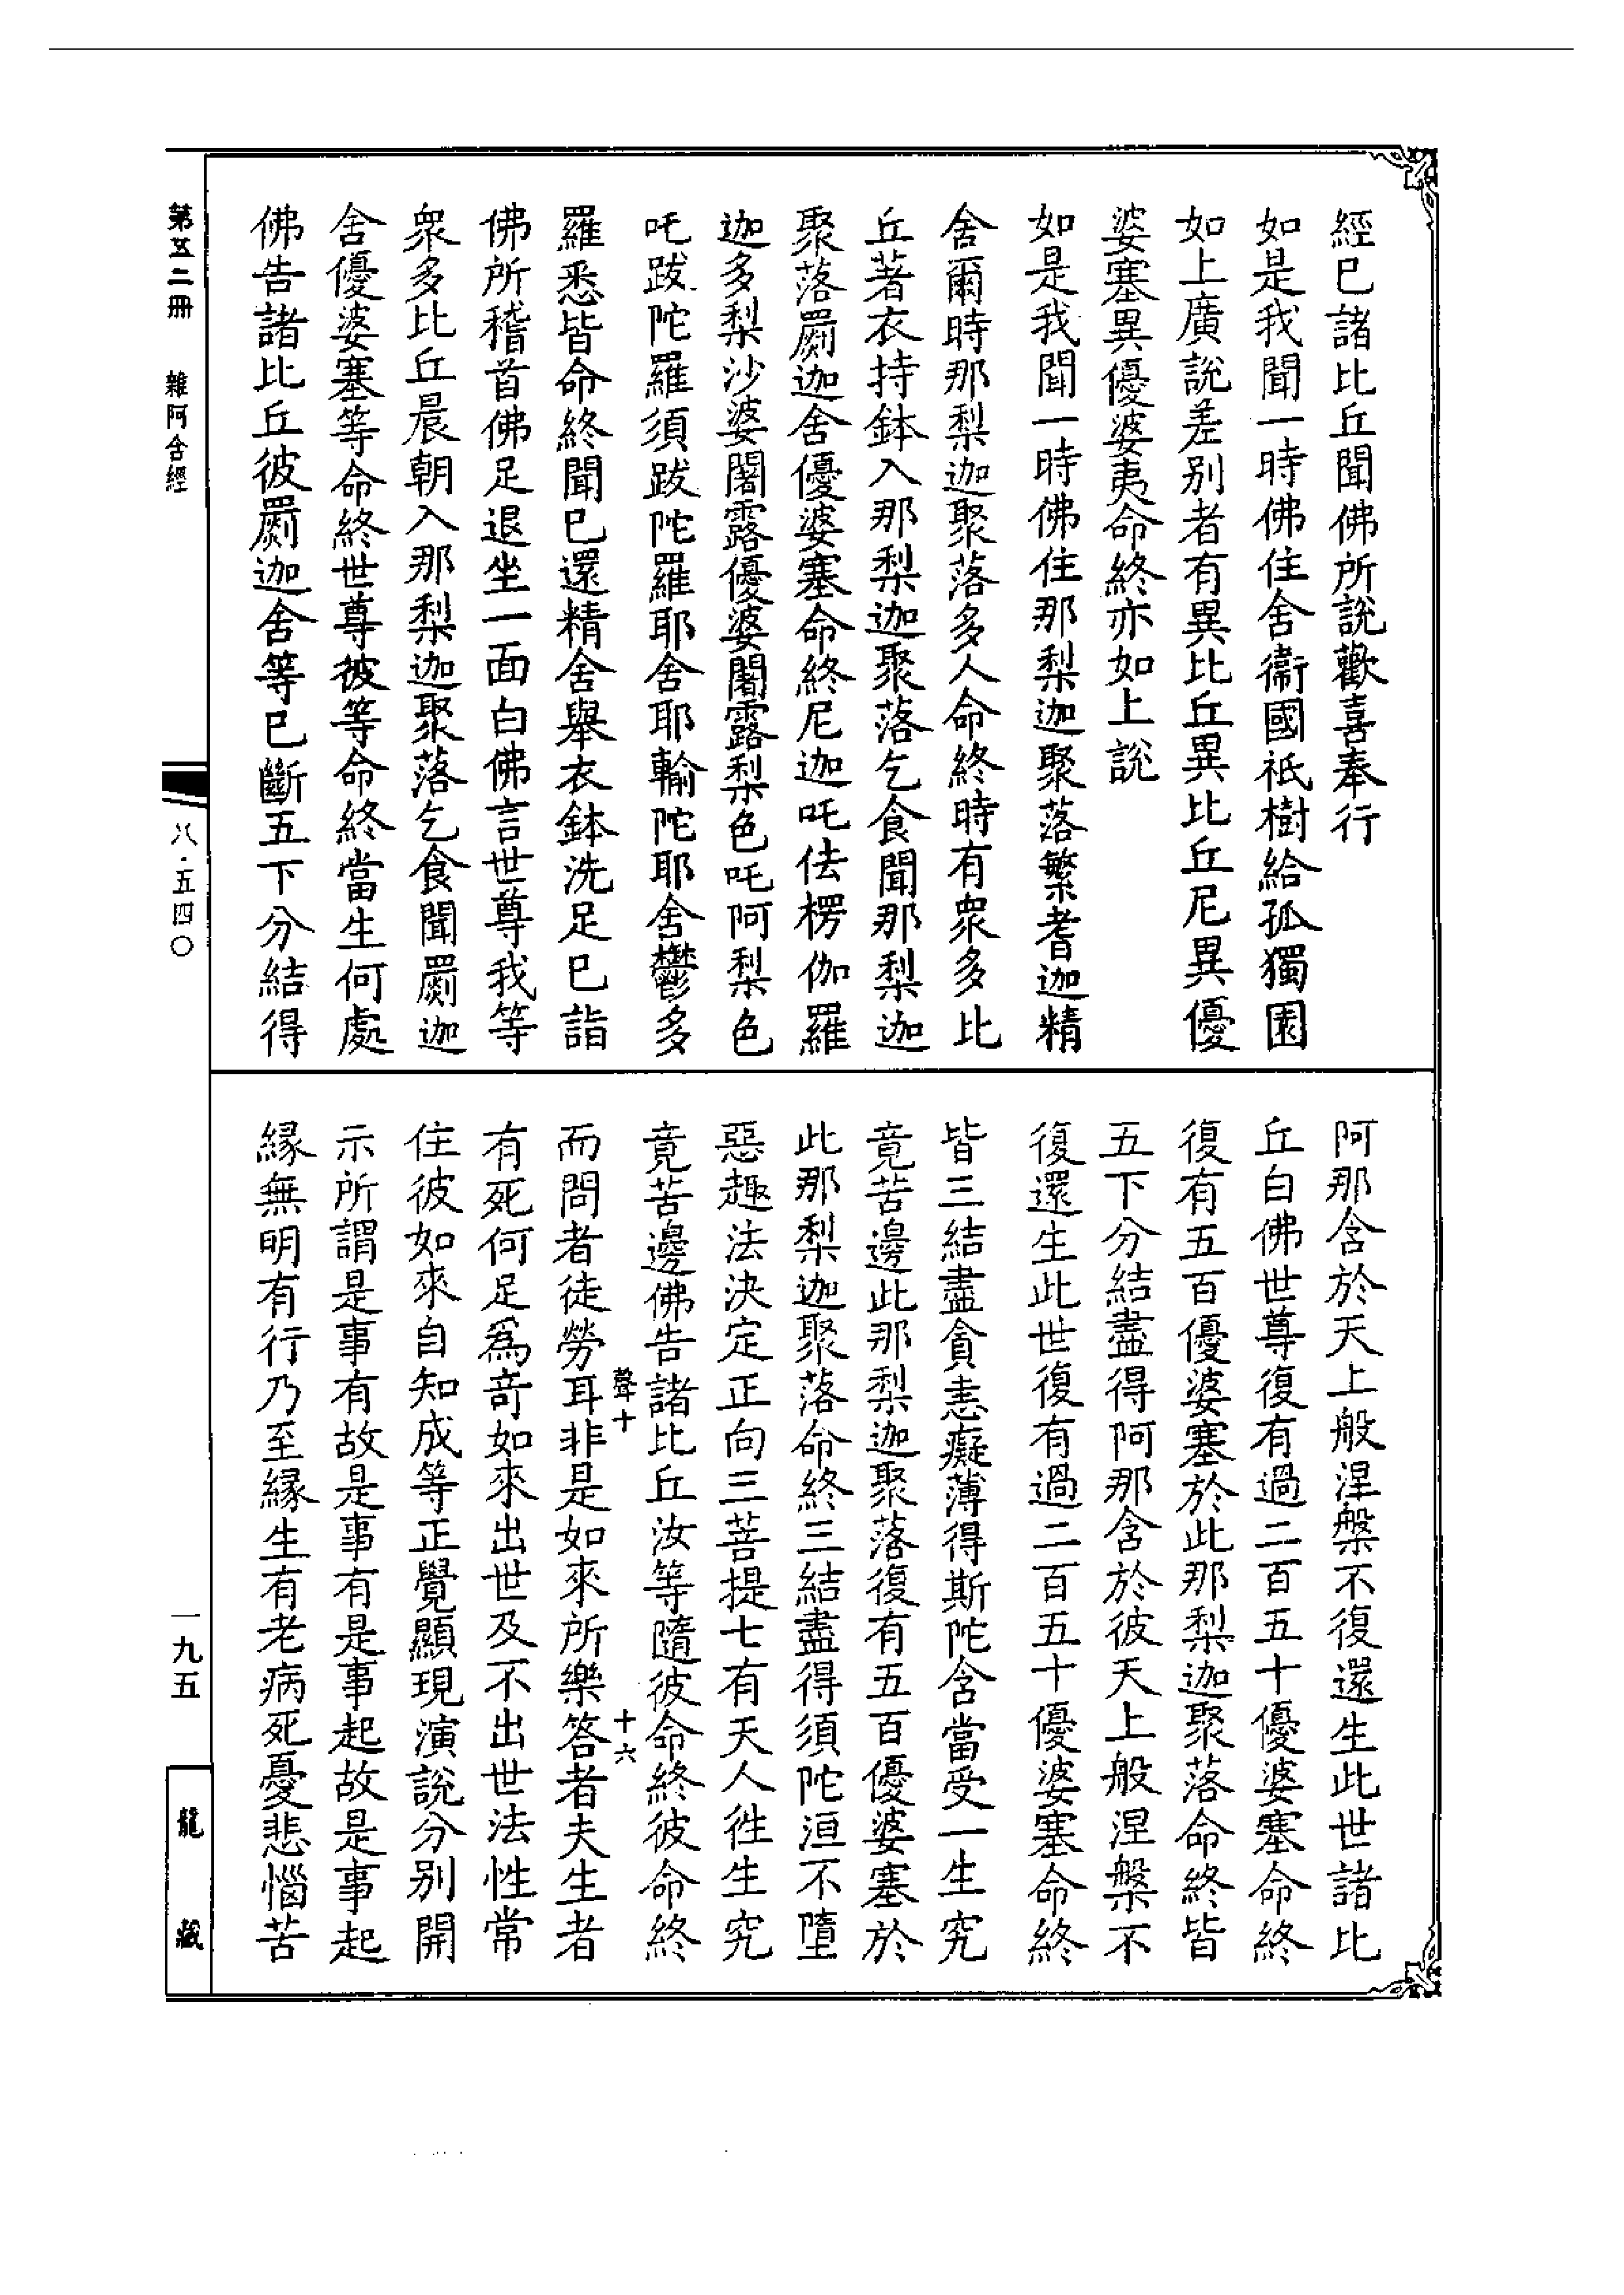 經巳諸比丘聞佛所說歡喜奉行
如是我聞一時佛住舍衞國祇樹給孤獨園
如上廣說差别者有異比丘異比丘尼異優
婆塞異優婆夷命終亦如上說
如是我聞一時佛住那梨迦聚落繁耆迦精
舍爾時那梨迦聚落多人命終時有衆多比
丘著衣持鉢入那梨迦聚落乞食聞那梨迦
聚落罽迦舍優婆塞命終尼迦吒佉楞伽羅
迦多梨沙婆闍露優婆闍露梨色吒阿梨色
吒跋陀羅須跋陀羅耶舍耶輸陀耶舍鬱多
羅悉皆命終聞巳還精舍舉衣鉢洗足巳詣
佛所稽首佛足退坐一面白佛言世尊我等
衆多比丘晨朝入那梨迦聚落乞食聞罽迦
舍優婆塞等命終世尊彼等命終當生何處
佛告諸比丘彼罽迦舍等巳斷五下分結得
阿那含於天上般涅槃不復還生此世諸比
丘白佛世尊復有過二百五十優婆塞命終
復有五百優婆塞於此那梨迦聚落命終皆
五下分結盡得阿那含於彼天上般涅槃不
復還生此世復有過二百五十優婆塞命終
皆三結盡貪恚癡薄得斯陀含當受一生究
竟苦邊此那梨迦聚落復有五百優婆塞於
此那梨迦聚落命終三結盡得須陀洹不墮
惡趣法決定正向三菩提七有天人徃生究
竟苦邊佛告諸比丘汝等隨彼命終彼命終
聲十
十六
而問者徒勞耳非是如來所樂答者夫生者
有死何足爲竒如來出世及不出世法性常
住彼如來自知成等正覺顯現演說分别開
示所謂是事有故是事有是事起故是事起
緣無明有行乃至緣生有老病死憂悲惱苦
第五二冊
雜阿含經
八·五四〇
一九五
龍藏